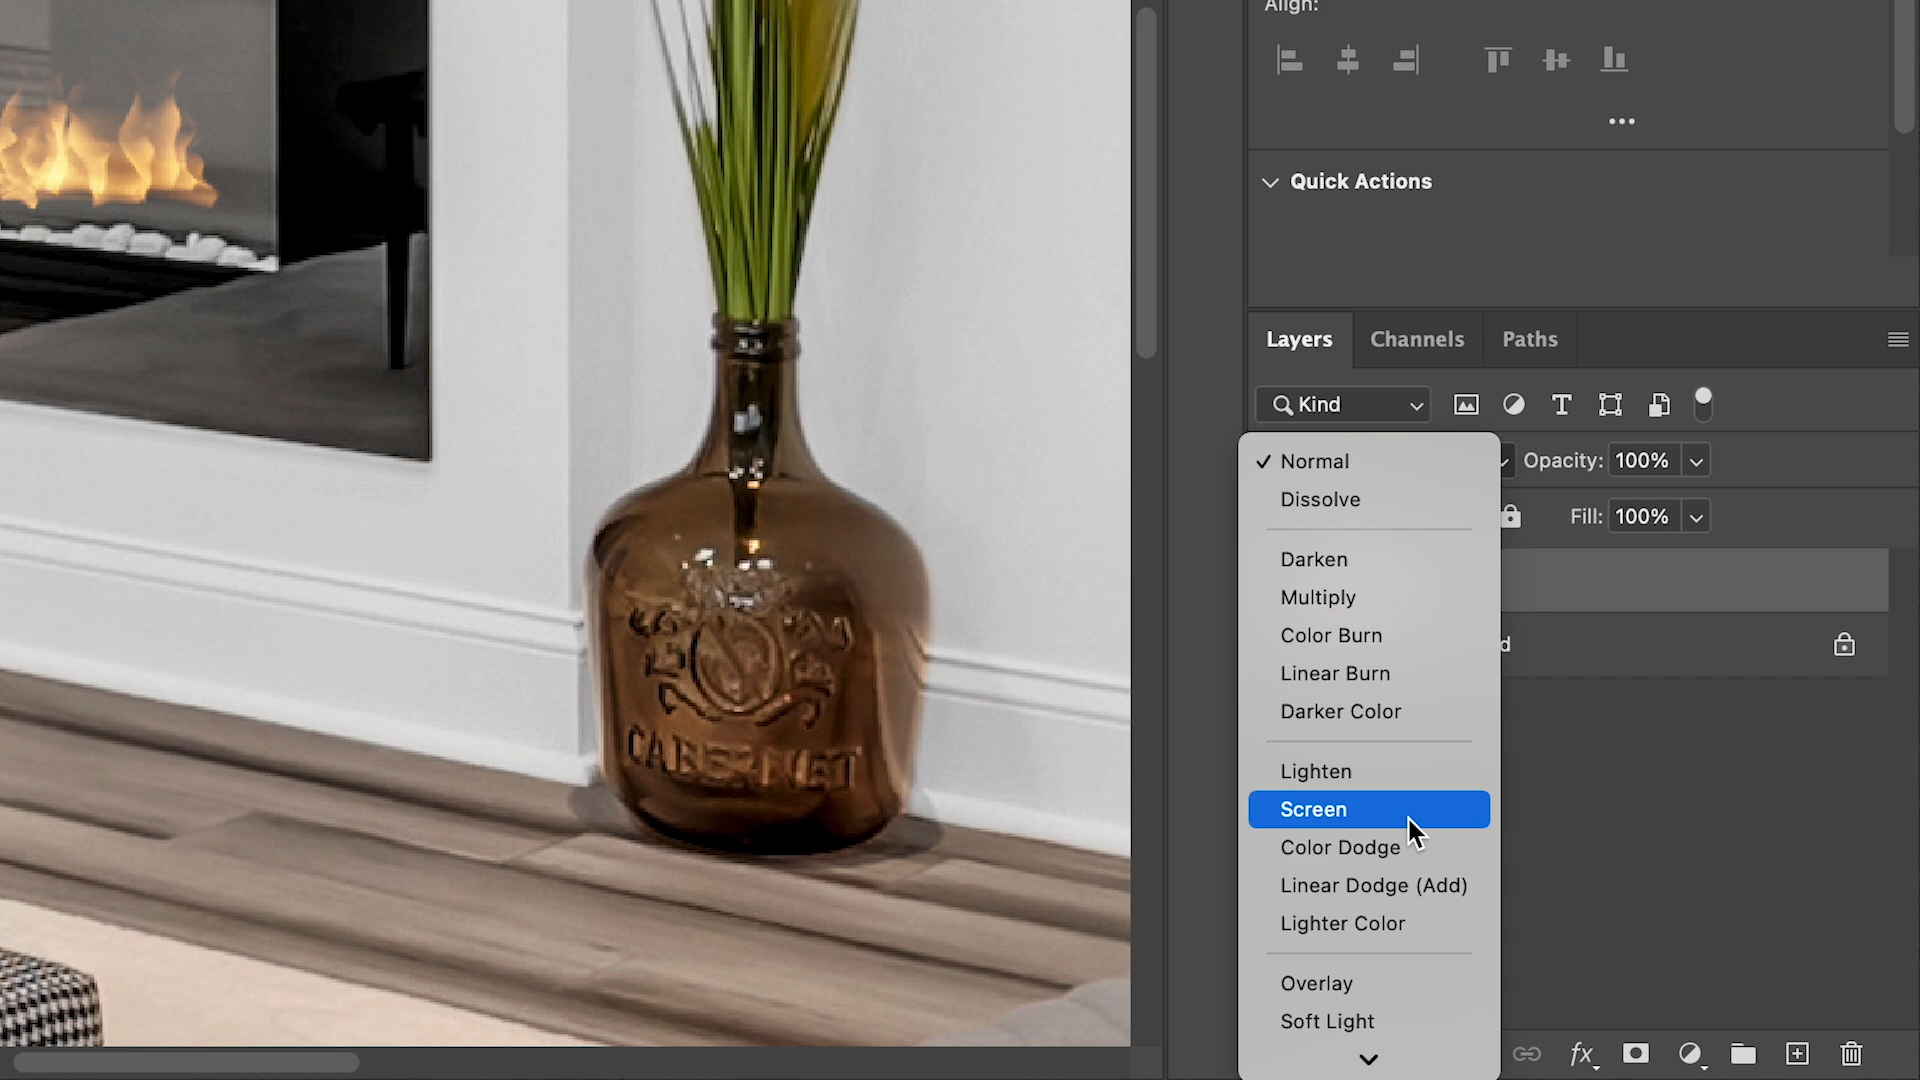 Align:
Quick Actions
Layers
Channels
Paths
Kind
T
Normal
Opacity: 100%
Dissolve
Fill: 100%
Darken
Multiply
d
Color Burn
Linear Burn
Darker Color
Lighten
Screen
Color Dodge
Linear Dodge (Add)
Lighter Color
Overlay
Soft Light
fx
CABERNET